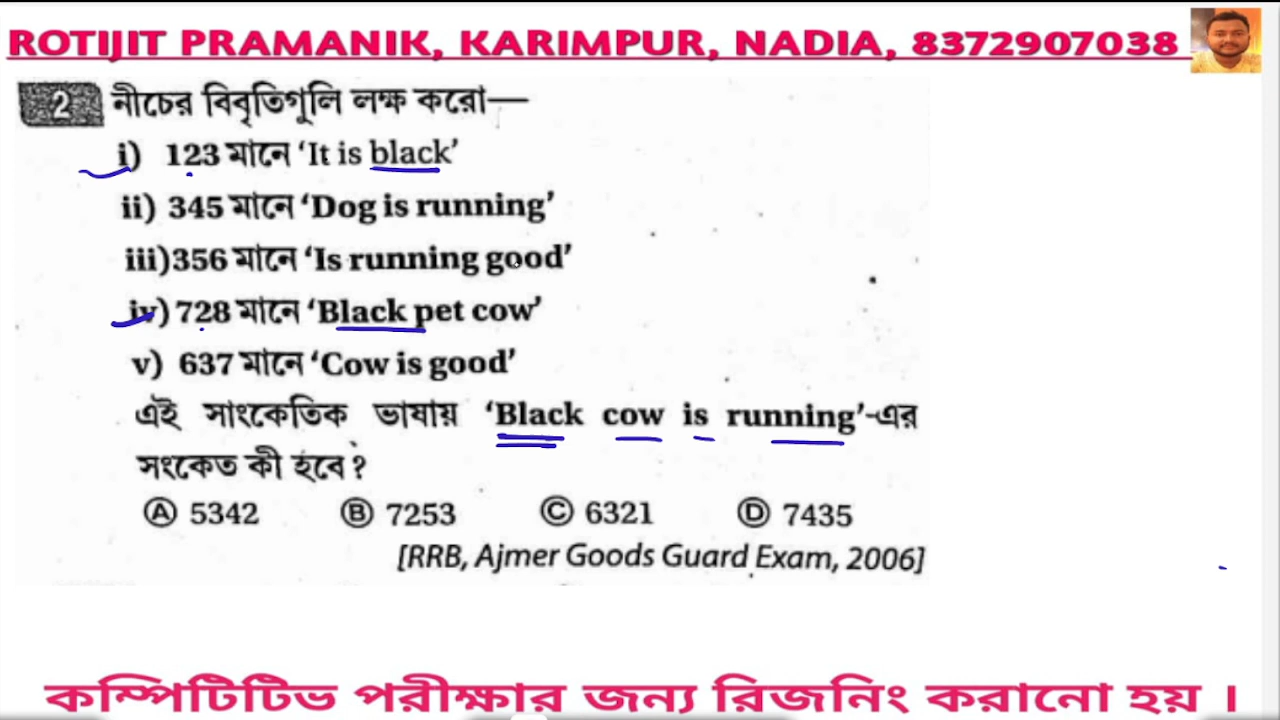 ROTIJIT PRAMANIK, KARIMPUR, NADIA, 8372907038
2 নীচের বিবৃতিগুলি লক্ষ করো—
i) 123 মানে ‘It is black’
ii) 345 মানে ‘Dog is running’
iii) 356 মানে ‘Is running good’
iv) 728 মানে ‘Black pet cow’
v) 637 মানে ‘Cow is good’
এই সাংকেতিক ভাষায় ‘Black cow is running’-এর
সংকেত কী হবে?
Ⓐ 5342 Ⓑ 7253 Ⓒ 6321 Ⓓ 7435
[RRB, Ajmer Goods Guard Exam, 2006]
কম্পিটিটিভ পরীক্ষার জন্য রিজনিং করানো হয় ।